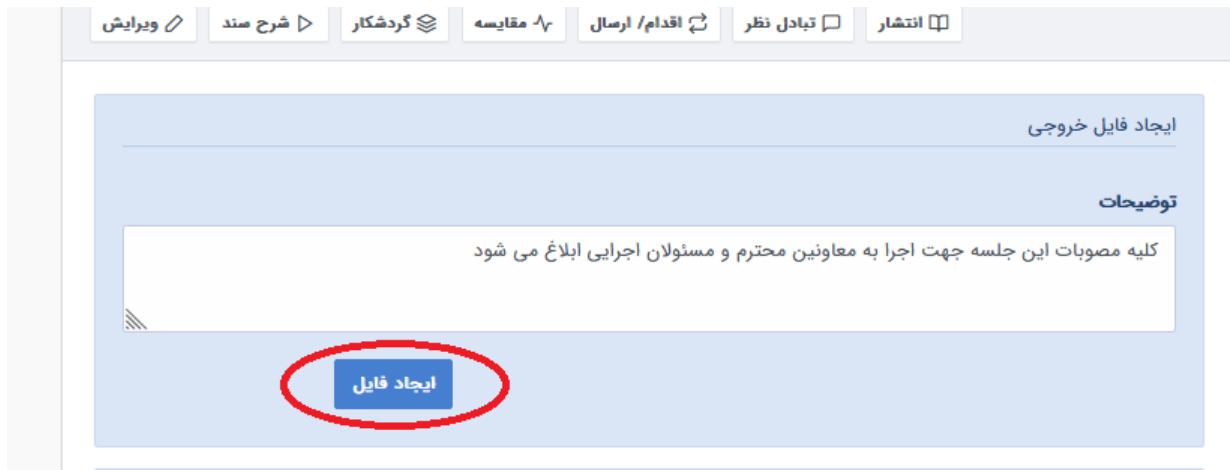 انتشار تبادل نظر اقدام/ ارسال مقایسه گردشکار شرح سند ویرایش
ایجاد فایل خروجی
توضیحات
کلیه مصوبات این جلسه جهت اجرا به معاونین محترم و مسئولان اجرایی ابلاغ می شود
ایجاد فایل